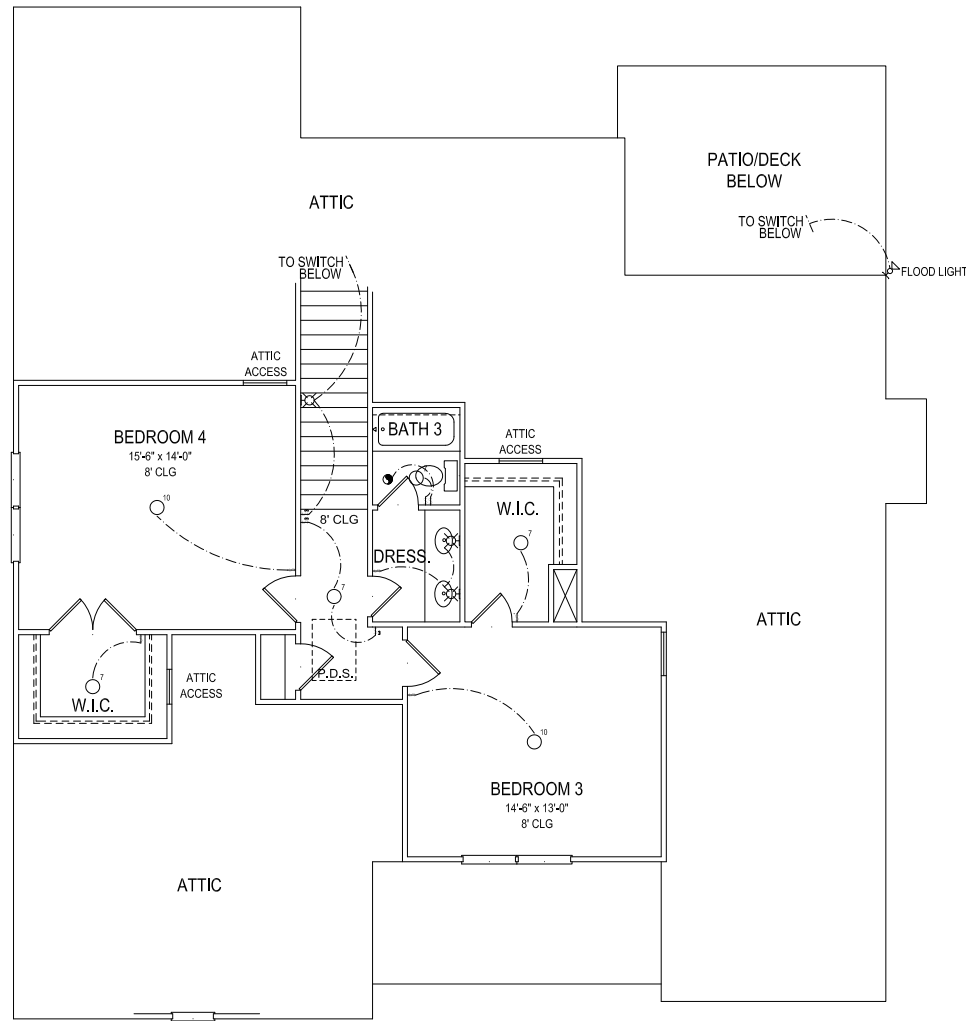 PATIO/DECK
BELOW
ATTIC
TO SWITCH
BELOW
TO SWITCH
BELOW
FLOOD LIGHT
ATTIC
ACCESS
BEDROOM 4
15'-6" x 14'-0"
8' CLG
BATH 3
ATTIC
ACCESS
10
W.I.C.
8' CLG
7
DRESS.
7
ATTIC
3
P.D.S.
7
ATTIC
ACCESS
W.I.C.
10
BEDROOM 3
14'-6" x 13'-0"
8' CLG
ATTIC